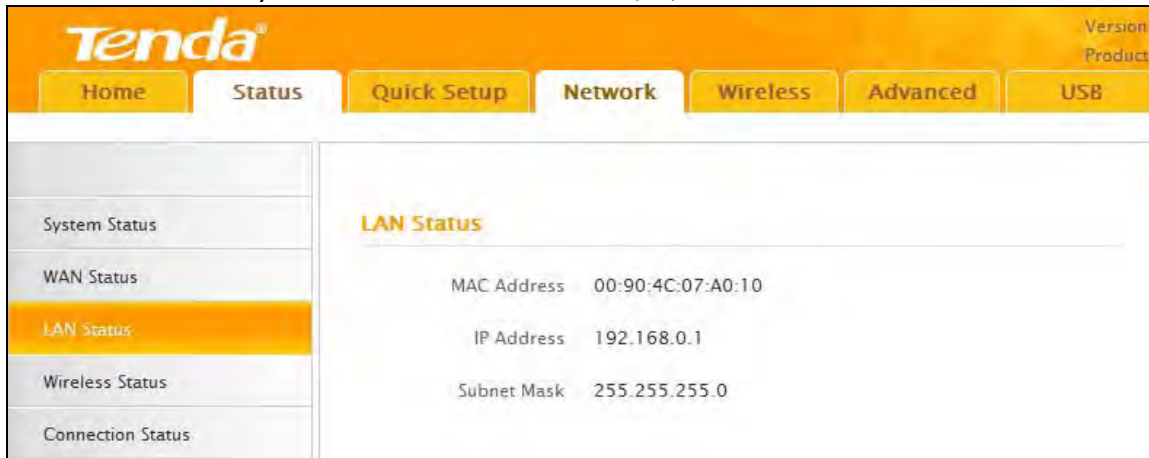 Tenda®
Version
Product
Home Status Quick Setup Network Wireless Advanced USB
System Status
WAN Status
LAN Status
Wireless Status
Connection Status
LAN Status
MAC Address 00:90:4C:07:A0:10
IP Address 192.168.0.1
Subnet Mask 255.255.255.0